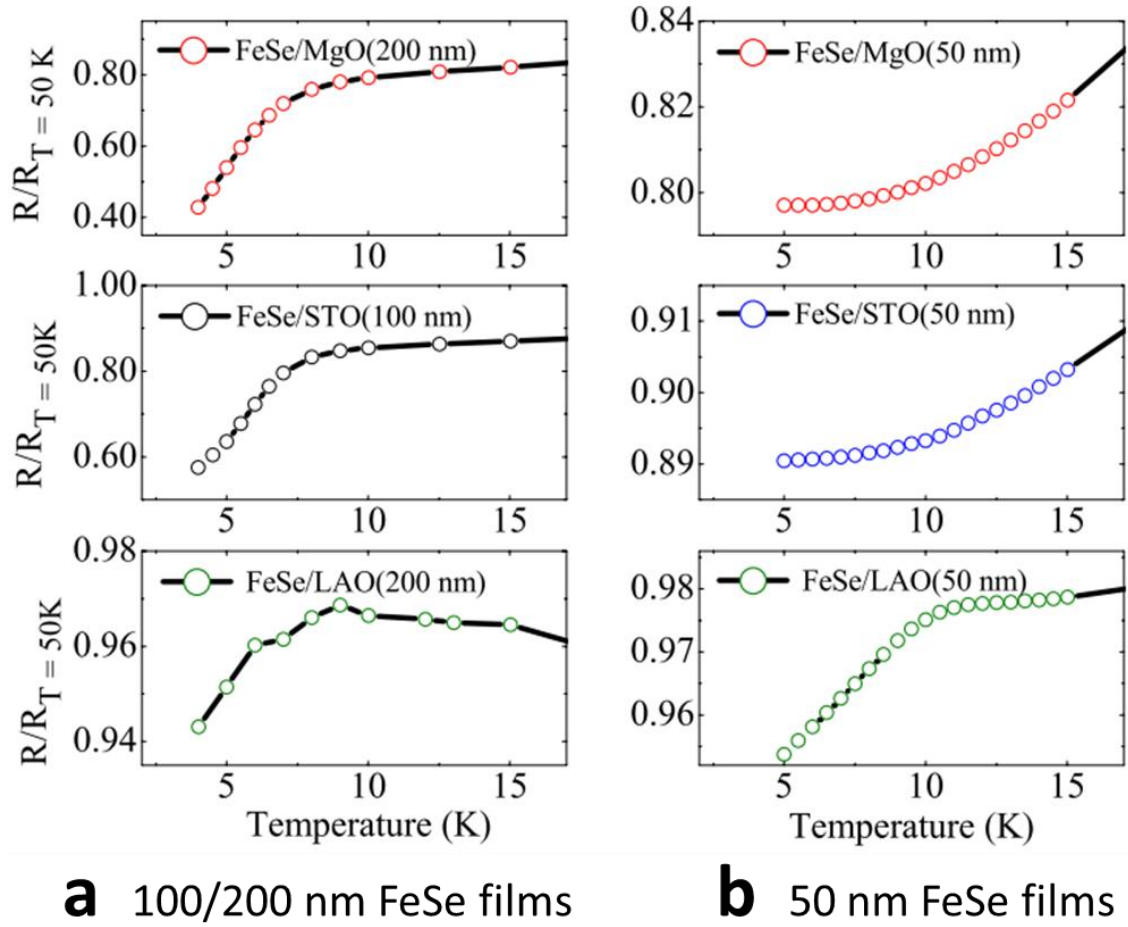 FeSe/MgO(200 nm)
R/R T = 50 K
0.80
0.60
0.40
5 10 15
FeSe/MgO(50 nm)
0.84
0.82
0.80
5 10 15
FeSe/STO(100 nm)
R/R T = 50K
1.00
0.80
0.60
5 10 15
FeSe/STO(50 nm)
0.91
0.90
0.89
5 10 15
FeSe/LAO(200 nm)
R/R T = 50K
0.98
0.96
0.94
5 10 15
Temperature (K)
FeSe/LAO(50 nm)
0.98
0.97
0.96
5 10 15
Temperature (K)
a 100/200 nm FeSe films
b 50 nm FeSe films